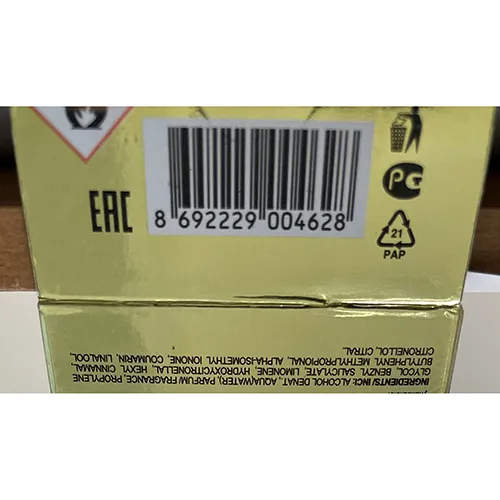 EAC
8 692229 004628
PG
21
PAP
INGREDIENTS/ INCI: ALCOHOL DENAT, AQUA(WATER), PARFUM/ FRAGRANCE, PROPYLENE
GLYCOL, BENZYL SALICYLATE, LIMONENE, HYDROXYCITRONELLAL, HEXYL CINNAMAL,
BUTYLPHENYL METHYLPROPIONAL, ALPHA-ISOMETHYL IONONE, COUMARIN, LINALOOL,
CITRONELLOL, CITRAL